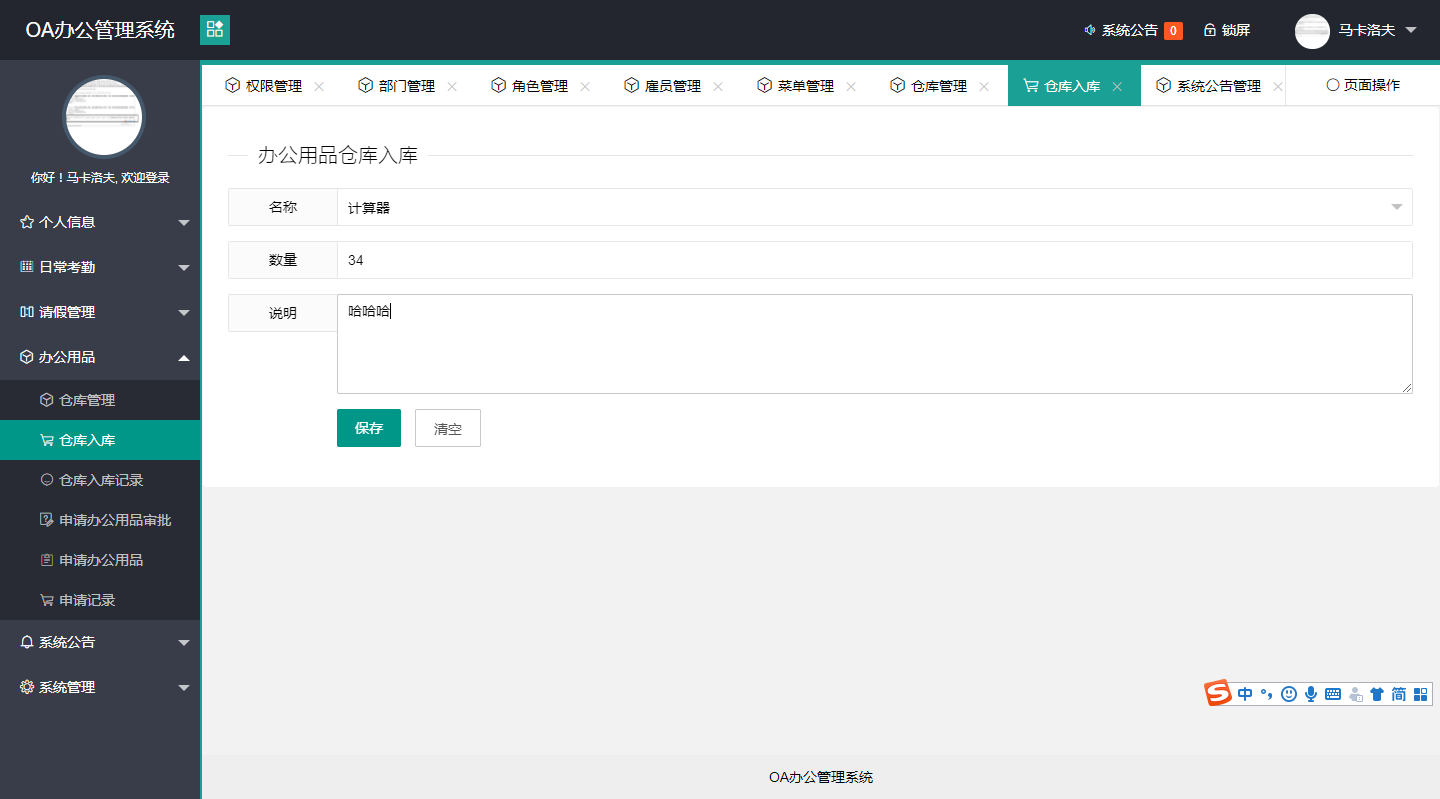 OA办公管理系统
系统公告 0 锁屏 马卡洛夫
你好！马卡洛夫, 欢迎登录
个人信息
日常考勤
请假管理
办公用品
仓库管理
仓库入库
仓库入库记录
申请办公用品审批
申请办公用品
申请记录
系统公告
系统管理
权限管理 部门管理 角色管理 雇员管理 菜单管理 仓库管理 仓库入库 系统公告管理 页面操作
办公用品仓库入库
名称 计算器
数量 34
说明 哈哈哈
保存 清空
中 °, 简
OA办公管理系统